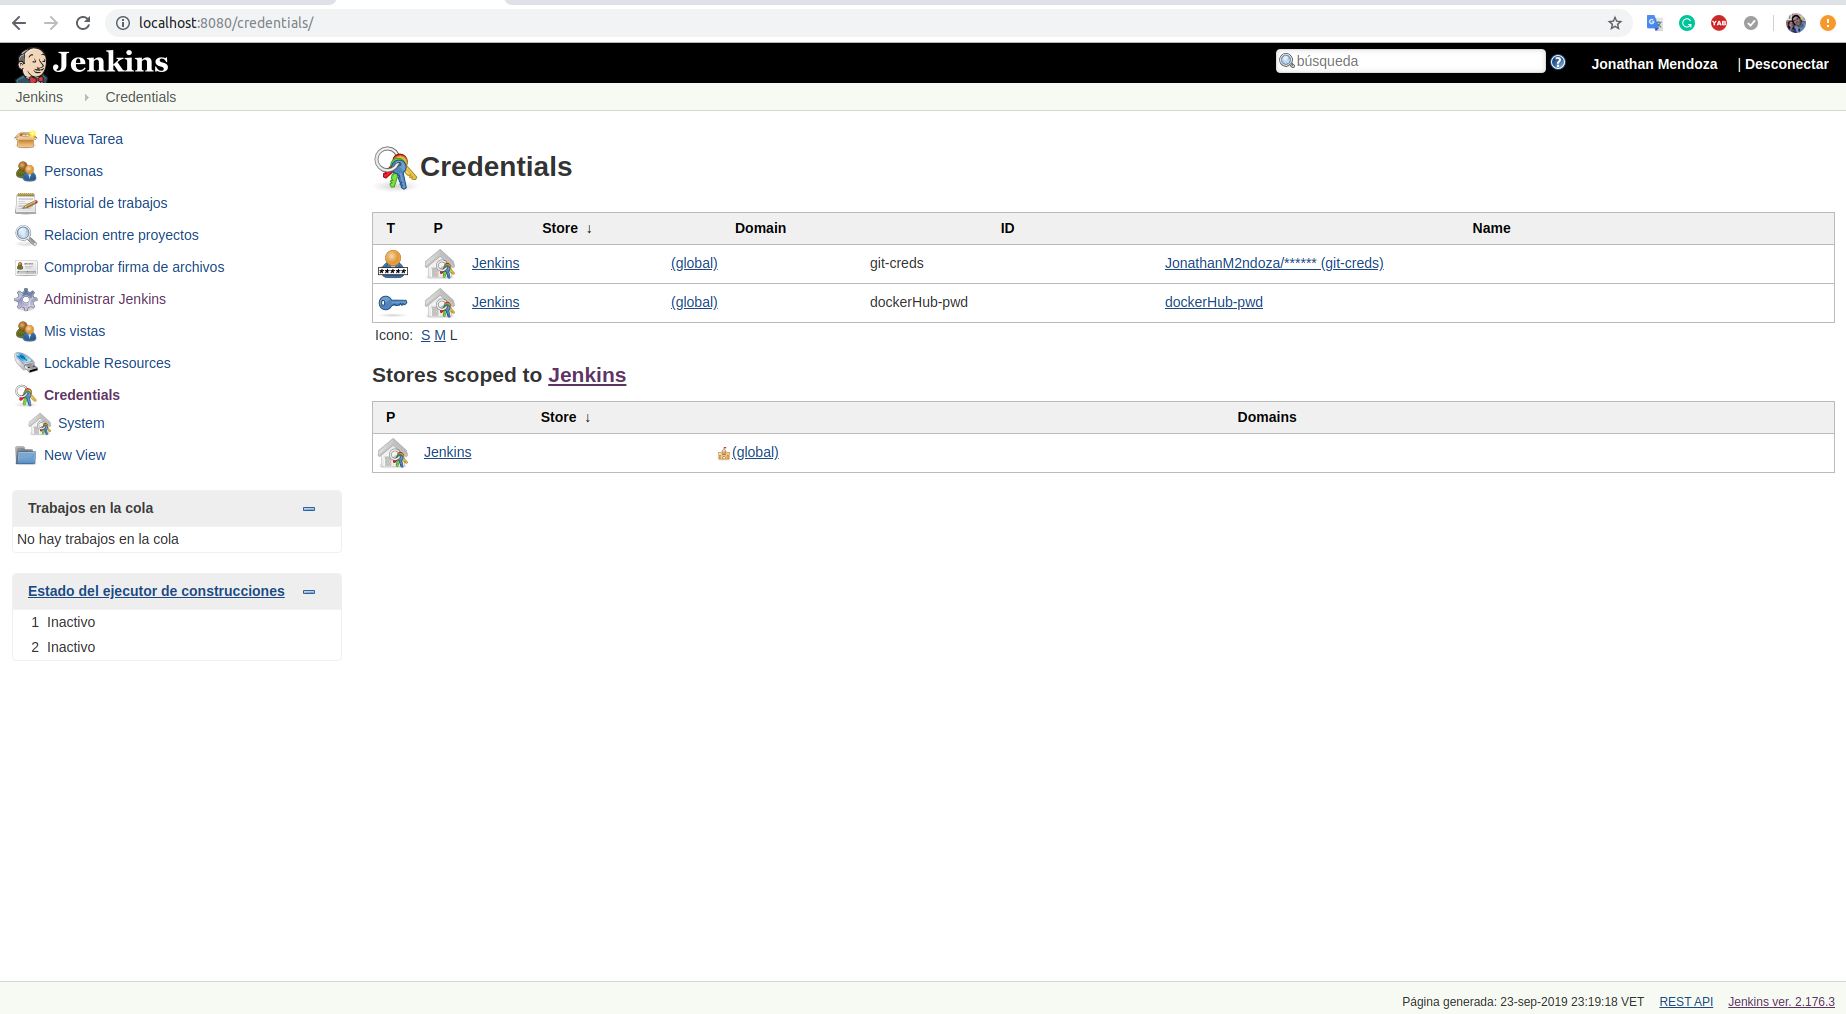 localhost:8080/credentials/
Jenkins
búsqueda
Jonathan Mendoza
| Desconectar
Jenkins
Credentials
Nueva Tarea
Personas
Historial de trabajos
Relacion entre proyectos
Comprobar firma de archivos
Administrar Jenkins
Mis vistas
Lockable Resources
Credentials
System
New View
Trabajos en la cola
No hay trabajos en la cola
Estado del ejecutor de construcciones
1 Inactivo
2 Inactivo
Credentials
T P Store ↓ Domain ID Name
Jenkins (global) git-creds JonathanM2ndoza/****** (git-creds)
Jenkins (global) dockerHub-pwd dockerHub-pwd
Icono: S M L
Stores scoped to Jenkins
P Store ↓ Domains
Jenkins (global)
Página generada: 23-sep-2019 23:19:18 VET REST API Jenkins ver. 2.176.3